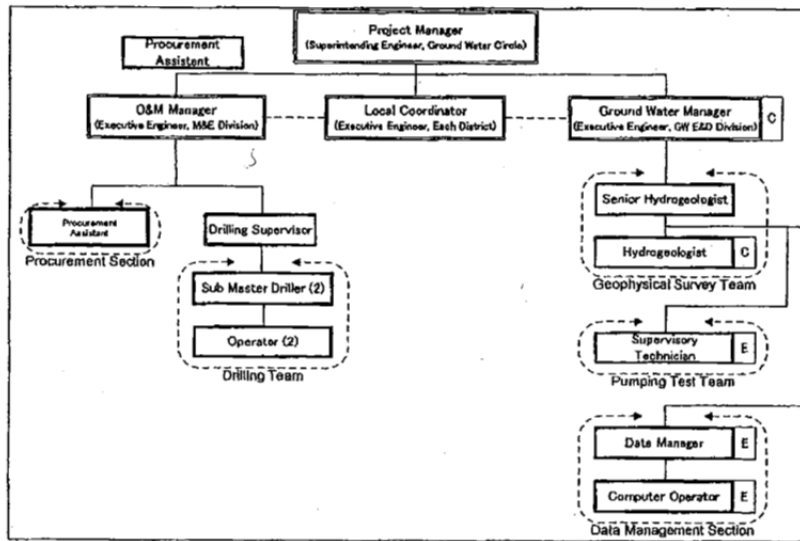 Project Manager
(Superintending Engineer, Ground Water Circle)
Procurement
Assistant
O&M Manager
(Executive Engineer, M&E Division)
Local Coordinator
(Executive Engineer, Each District)
Ground Water Manager
(Executive Engineer, GW E&D Division)
C
Procurement
Assistant
Procurement Section
Drilling Supervisor
Sub Master Driller (2)
Operator (2)
Drilling Team
Senior Hydrogeologist
Hydrogeologist
C
Geophysical Survey Team
Supervisory
Technician
E
Pumping Test Team
Data Manager
E
Computer Operator
E
Data Management Section